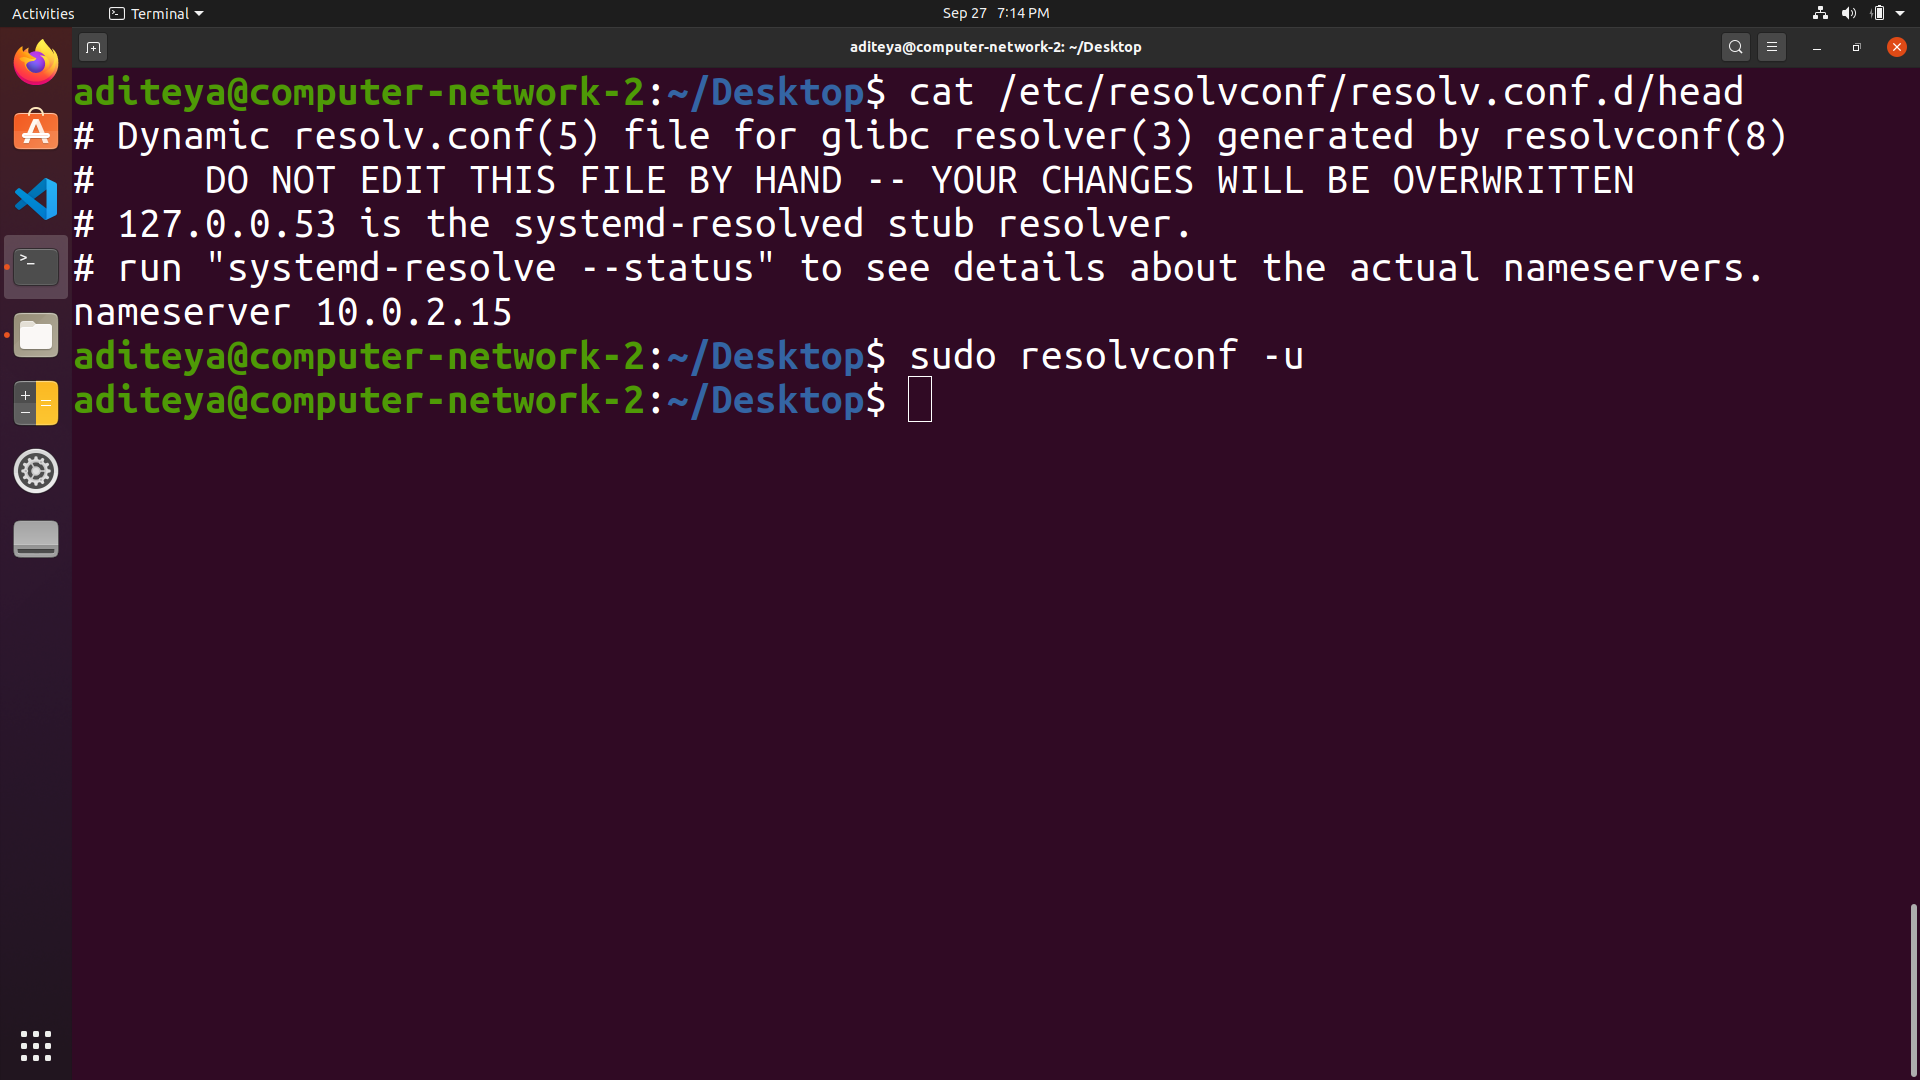 Activities Terminal Sep 27 7:14 PM
aditeya@computer-network-2: ~/Desktop
aditeya@computer-network-2:~/Desktop$ cat /etc/resolvconf/resolv.conf.d/head
# Dynamic resolv.conf(5) file for glibc resolver(3) generated by resolvconf(8)
#     DO NOT EDIT THIS FILE BY HAND -- YOUR CHANGES WILL BE OVERWRITTEN
# 127.0.0.53 is the systemd-resolved stub resolver.
# run "systemd-resolve --status" to see details about the actual nameservers.
nameserver 10.0.2.15
aditeya@computer-network-2:~/Desktop$ sudo resolvconf -u
aditeya@computer-network-2:~/Desktop$